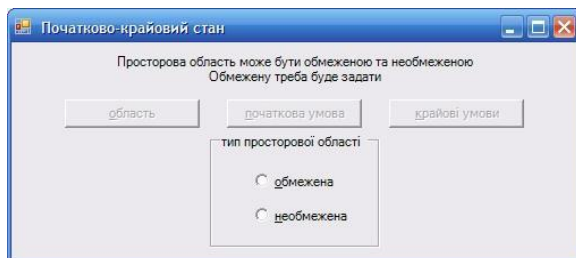 Початково-крайовий стан
Просторова область може бути обмеженою та необмеженою
Обмежену треба буде задати
область початкова умова крайові умови
тип просторової області
обмежена
необмежена